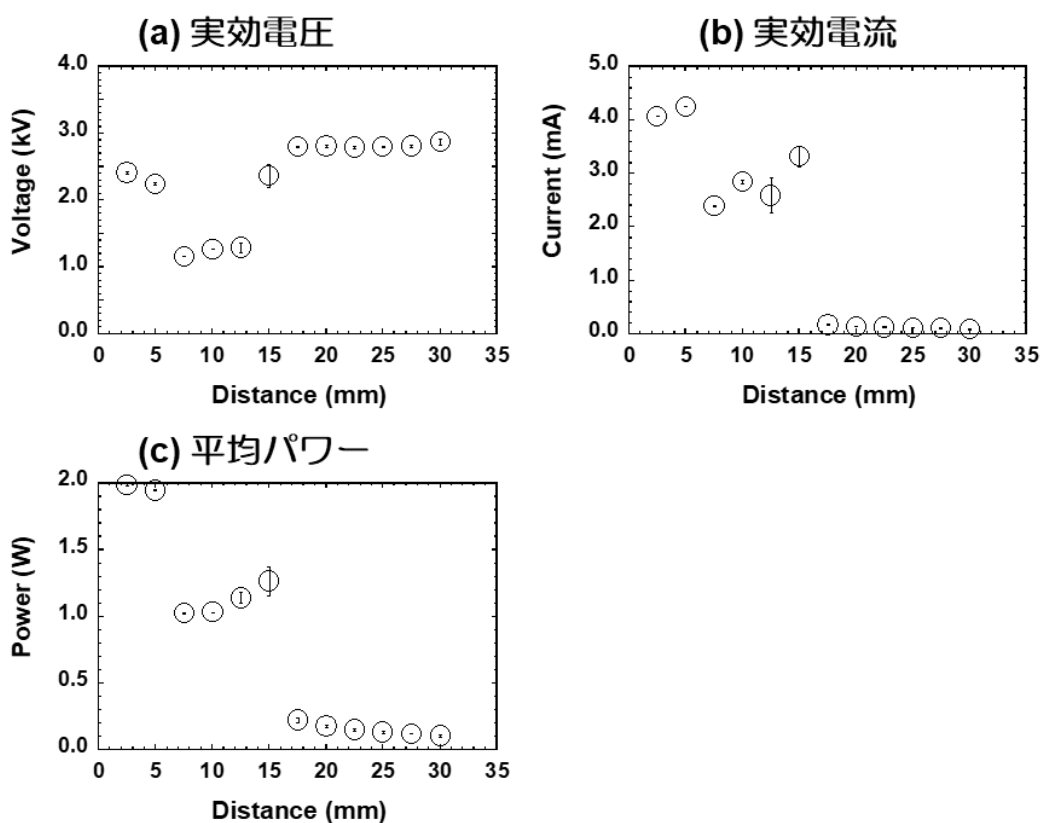 (a) 実効電圧
4.0
3.0
2.0
1.0
0.0
Voltage (kV)
0 5 10 15 20 25 30 35
Distance (mm)
(b) 実効電流
5.0
4.0
3.0
2.0
1.0
0.0
Current (mA)
0 5 10 15 20 25 30 35
Distance (mm)
(c) 平均パワー
2.0
1.5
1.0
0.5
0.0
Power (W)
0 5 10 15 20 25 30 35
Distance (mm)